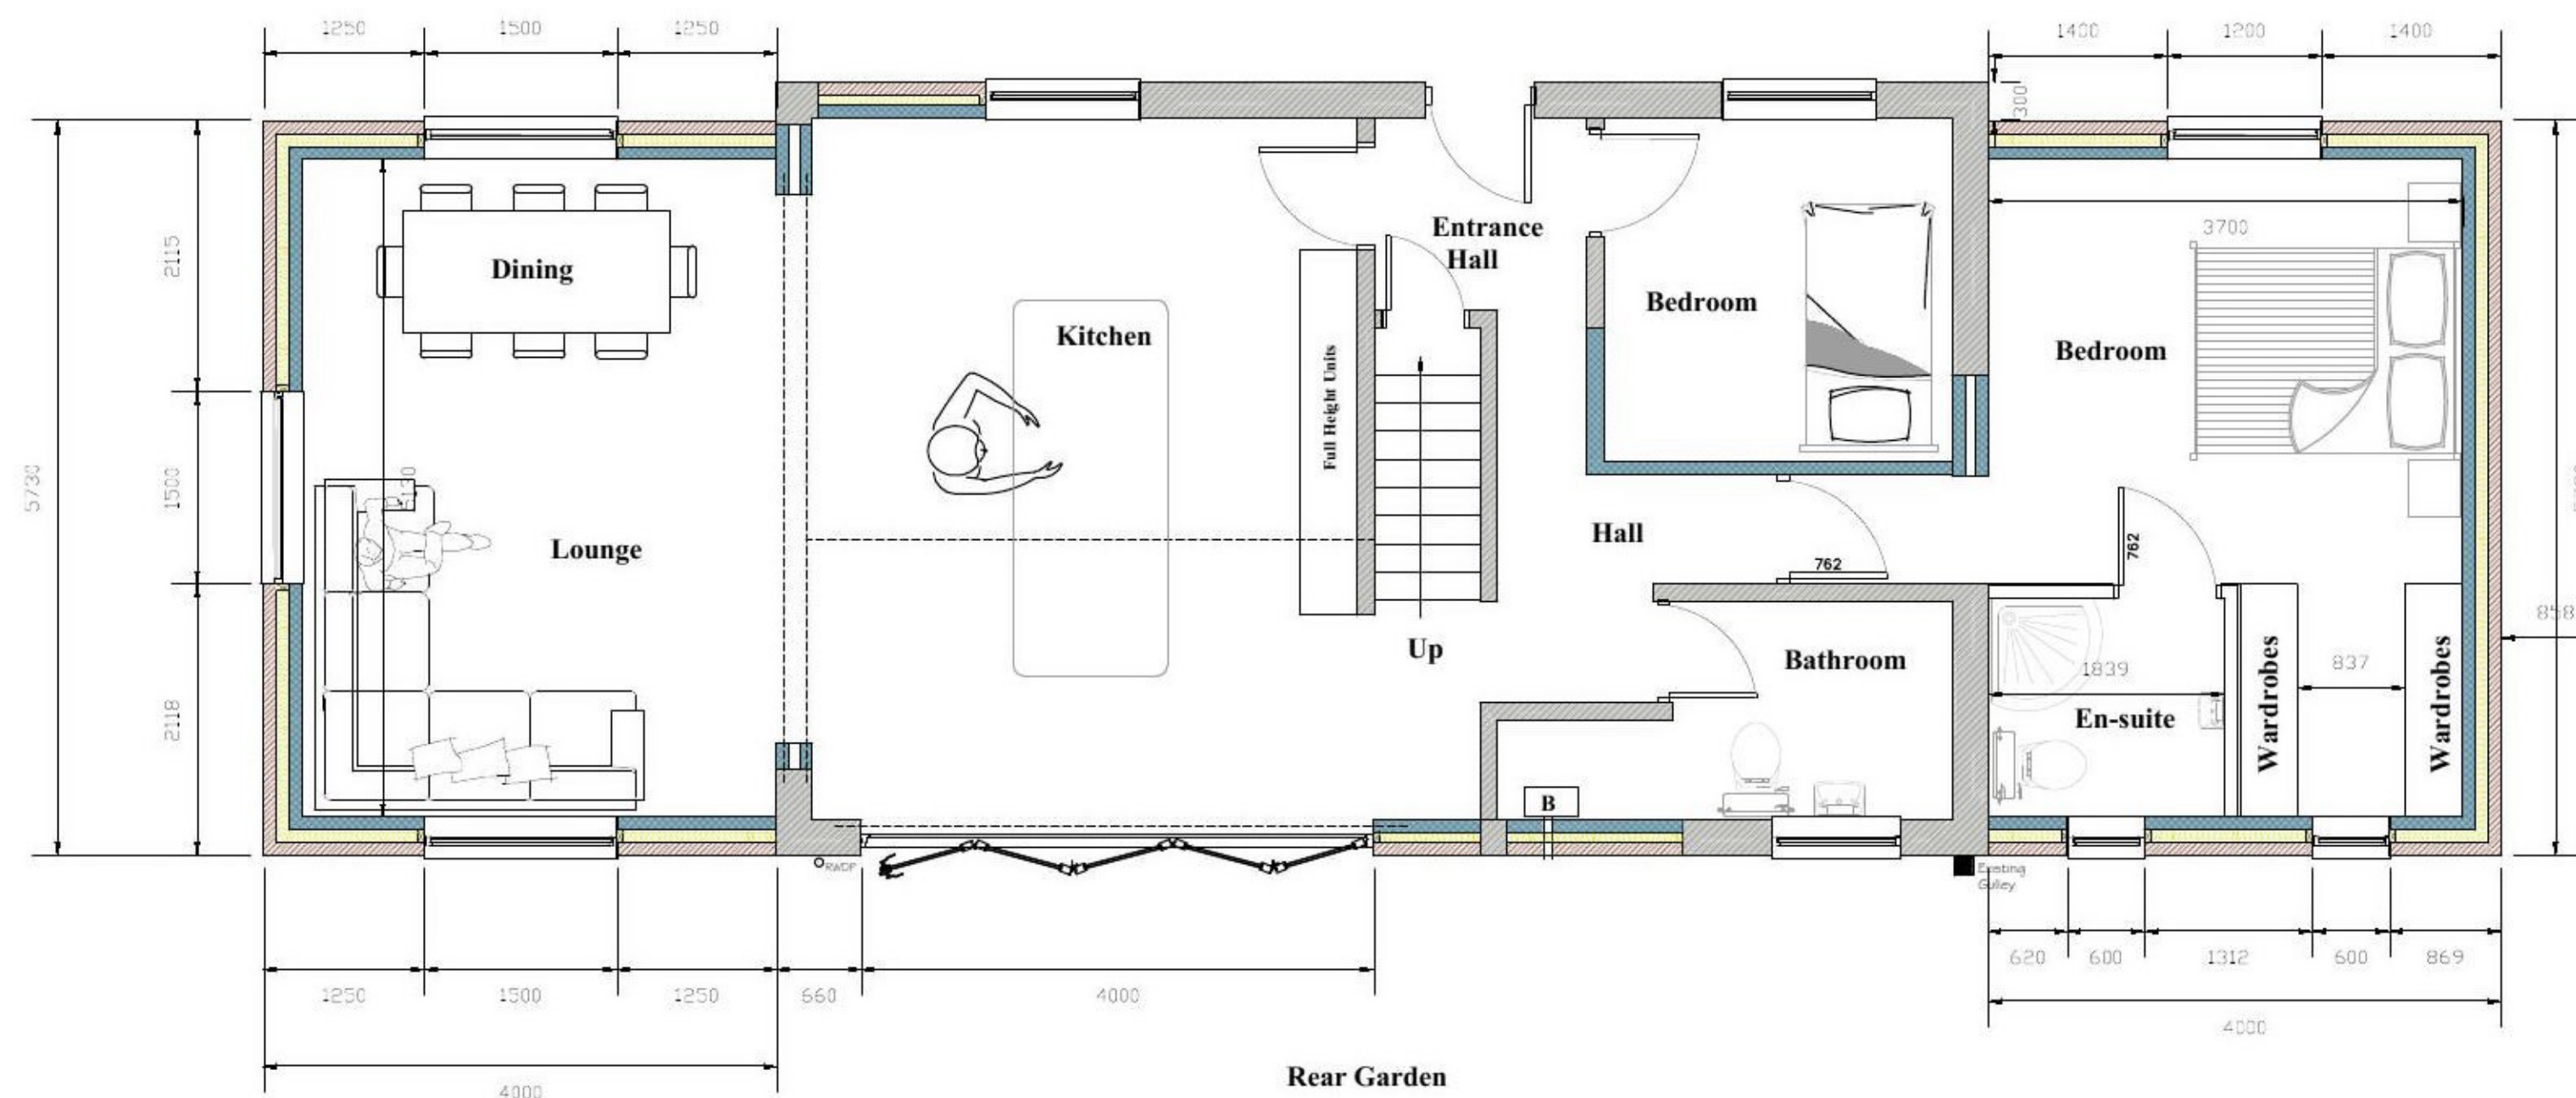 1250
1500
1250
1400
1200
1400
300
Entrance
Hall
3700
2115
Dining
Bedroom
Kitchen
Bedroom
Full Height Units
5730
1500
Lounge
Hall
762
762
858
Up
Bathroom
1839
837
2118
En-suite
Wardrobes
Wardrobes
B
RWDP
Existing
Gulley
620
600
1312
600
869
1250
1500
1250
660
4000
4000
4000
Rear Garden